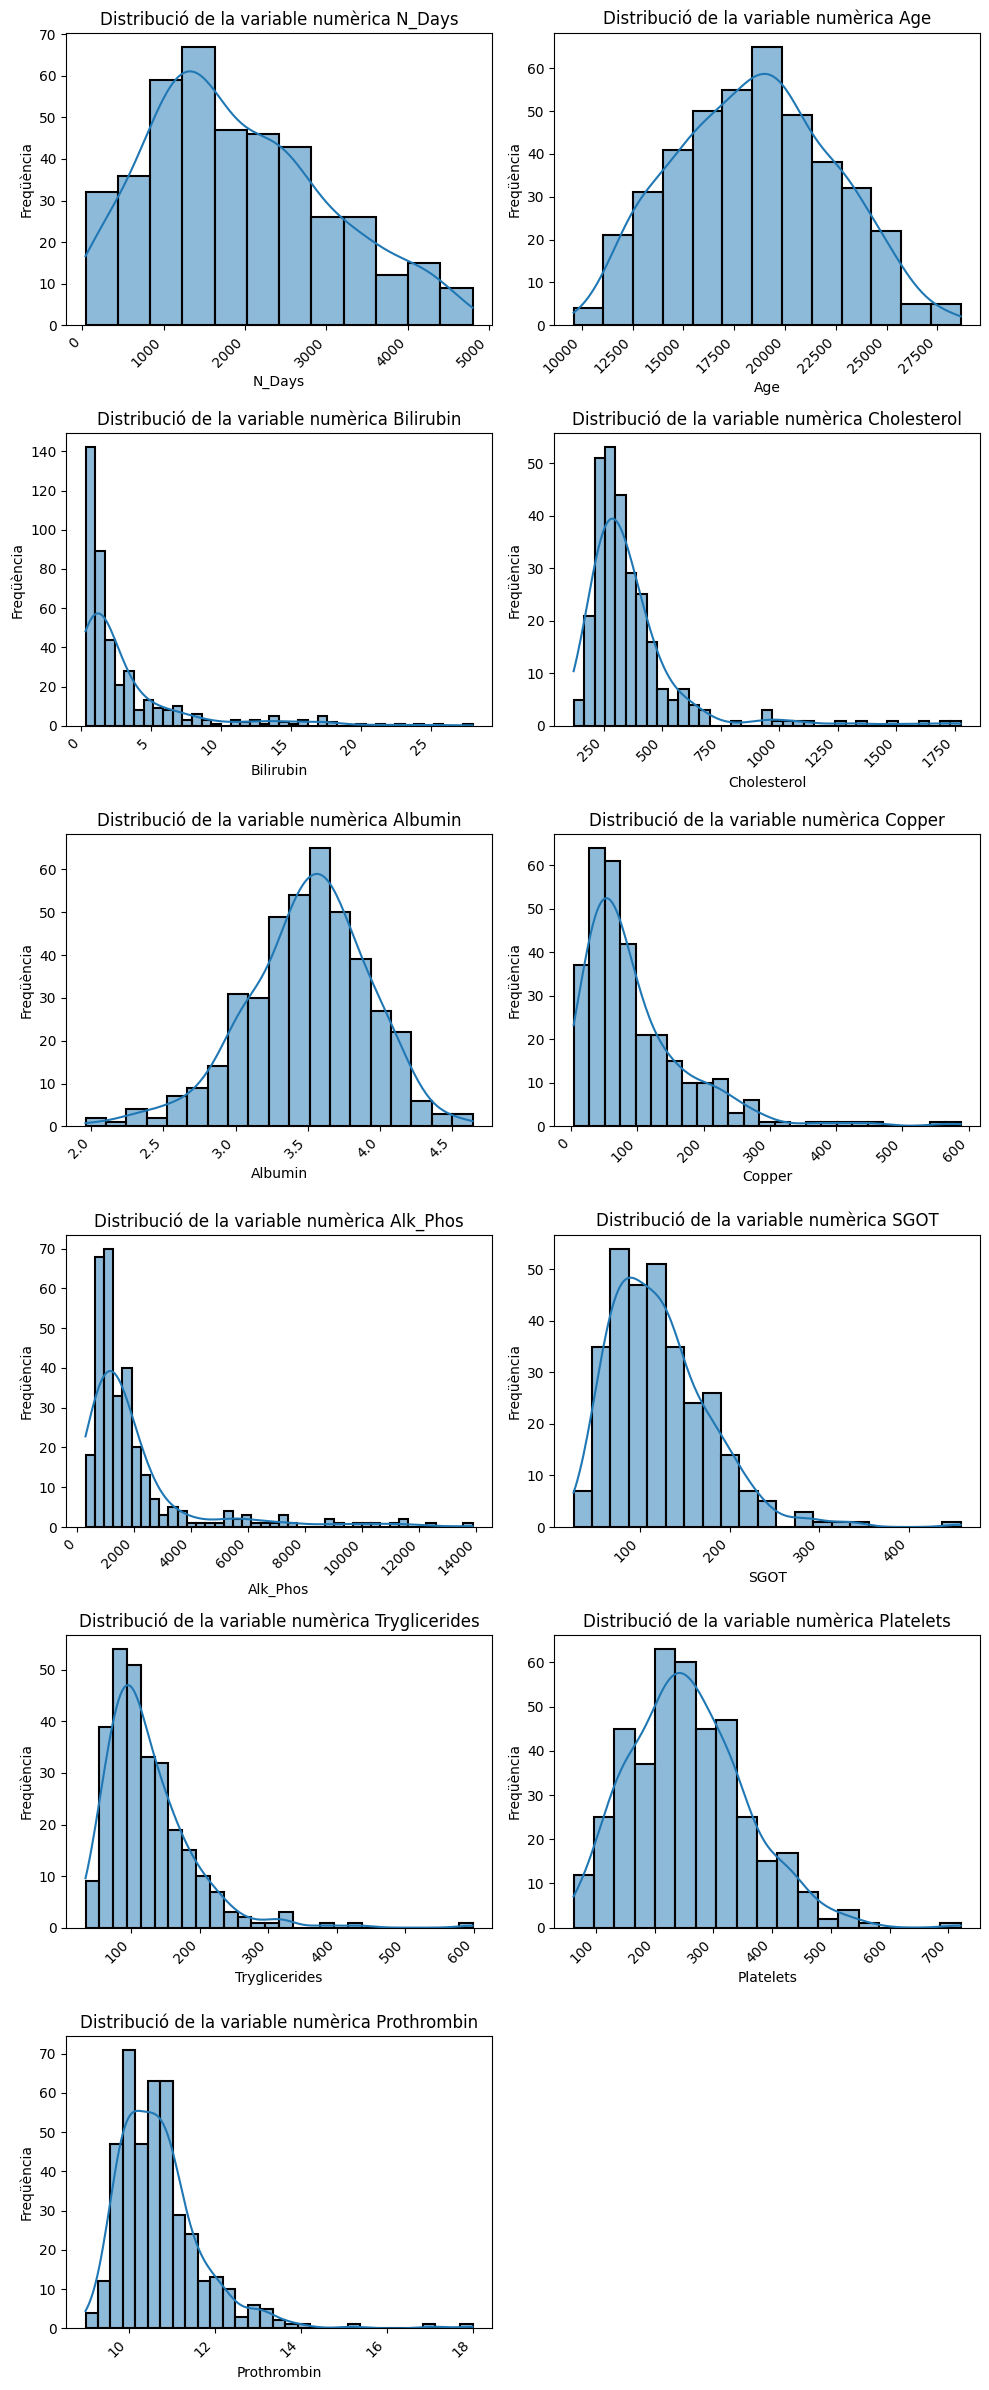 Distribució de la variable numèrica N_Days
Freqüència
70
60
50
40
30
20
10
0
0 1000 2000 3000 4000 5000
N_Days
Distribució de la variable numèrica Age
Freqüència
60
50
40
30
20
10
0
10000 12500 15000 17500 20000 22500 25000 27500
Age
Distribució de la variable numèrica Bilirubin
Freqüència
140
120
100
80
60
40
20
0
0 5 10 15 20 25
Bilirubin
Distribució de la variable numèrica Cholesterol
Freqüència
50
40
30
20
10
0
250 500 750 1000 1250 1500 1750
Cholesterol
Distribució de la variable numèrica Albumin
Freqüència
60
50
40
30
20
10
0
2.0 2.5 3.0 3.5 4.0 4.5
Albumin
Distribució de la variable numèrica Copper
Freqüència
60
50
40
30
20
10
0
0 100 200 300 400 500 600
Copper
Distribució de la variable numèrica Alk_Phos
Freqüència
70
60
50
40
30
20
10
0
0 2000 4000 6000 8000 10000 12000 14000
Alk_Phos
Distribució de la variable numèrica SGOT
Freqüència
50
40
30
20
10
0
100 200 300 400
SGOT
Distribució de la variable numèrica Tryglicerides
Freqüència
50
40
30
20
10
0
100 200 300 400 500 600
Tryglicerides
Distribució de la variable numèrica Platelets
Freqüència
60
50
40
30
20
10
0
100 200 300 400 500 600 700
Platelets
Distribució de la variable numèrica Prothrombin
Freqüència
70
60
50
40
30
20
10
0
10 12 14 16 18
Prothrombin